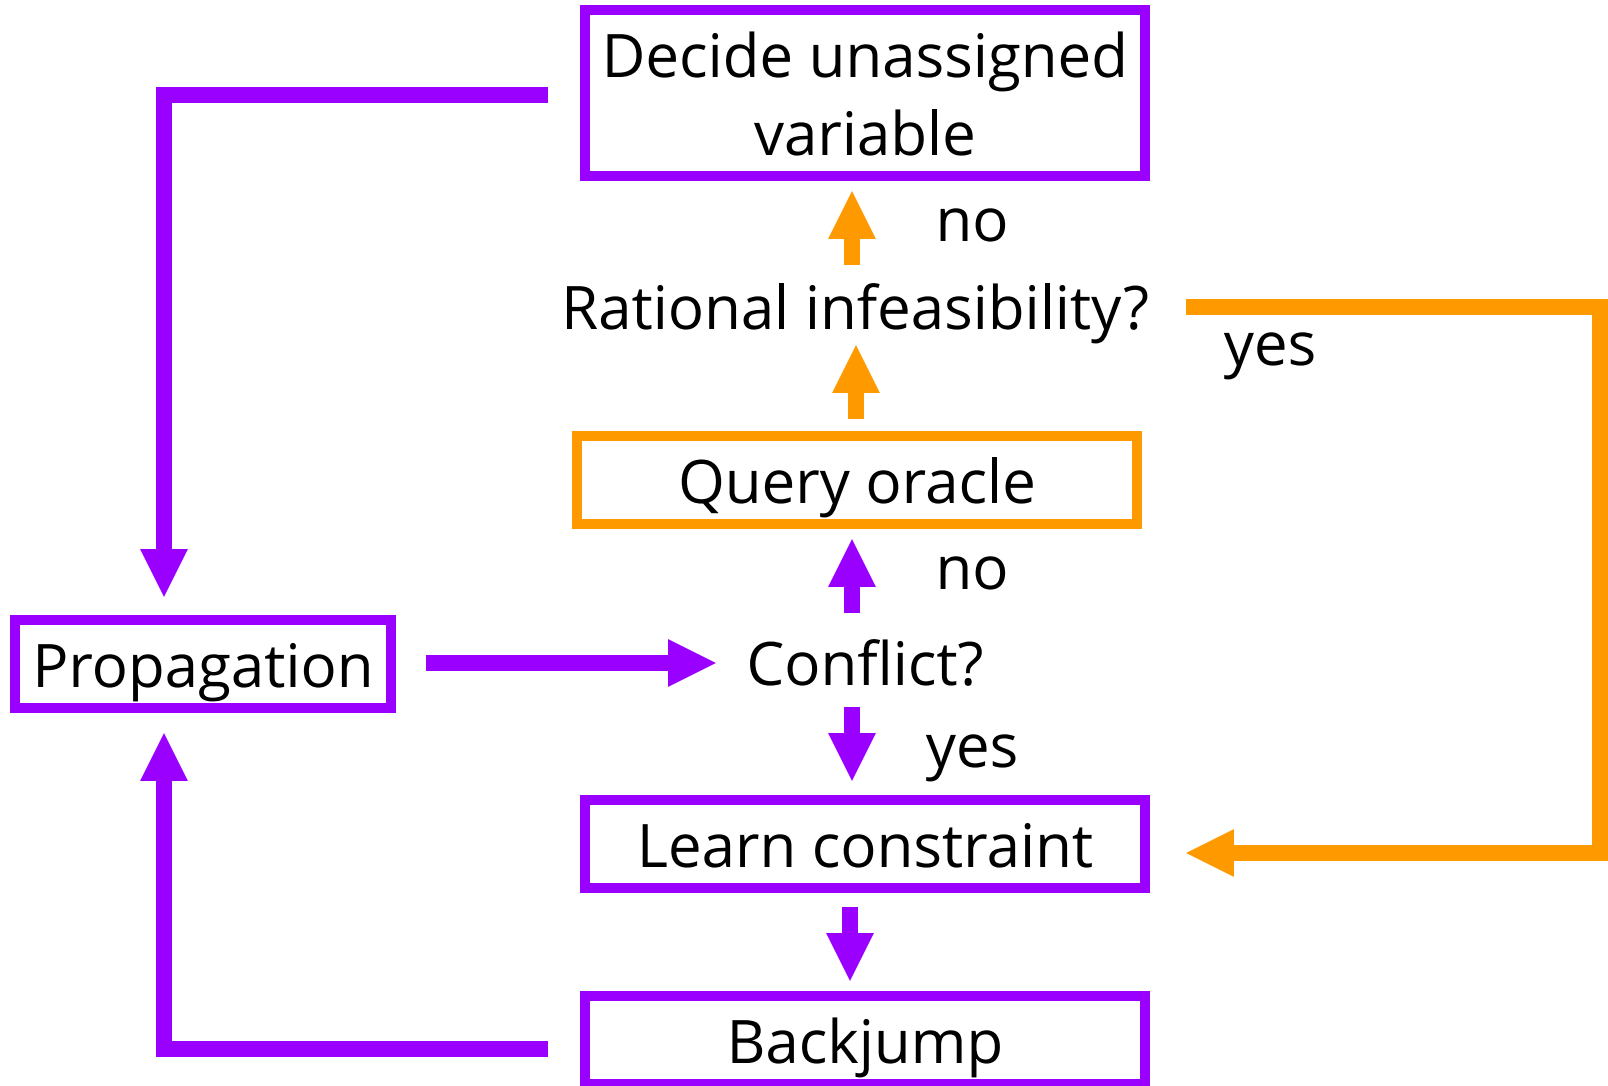 Decide unassigned
variable
no
Rational infeasibility?
yes
Query oracle
no
Propagation
Conflict?
yes
Learn constraint
Backjump